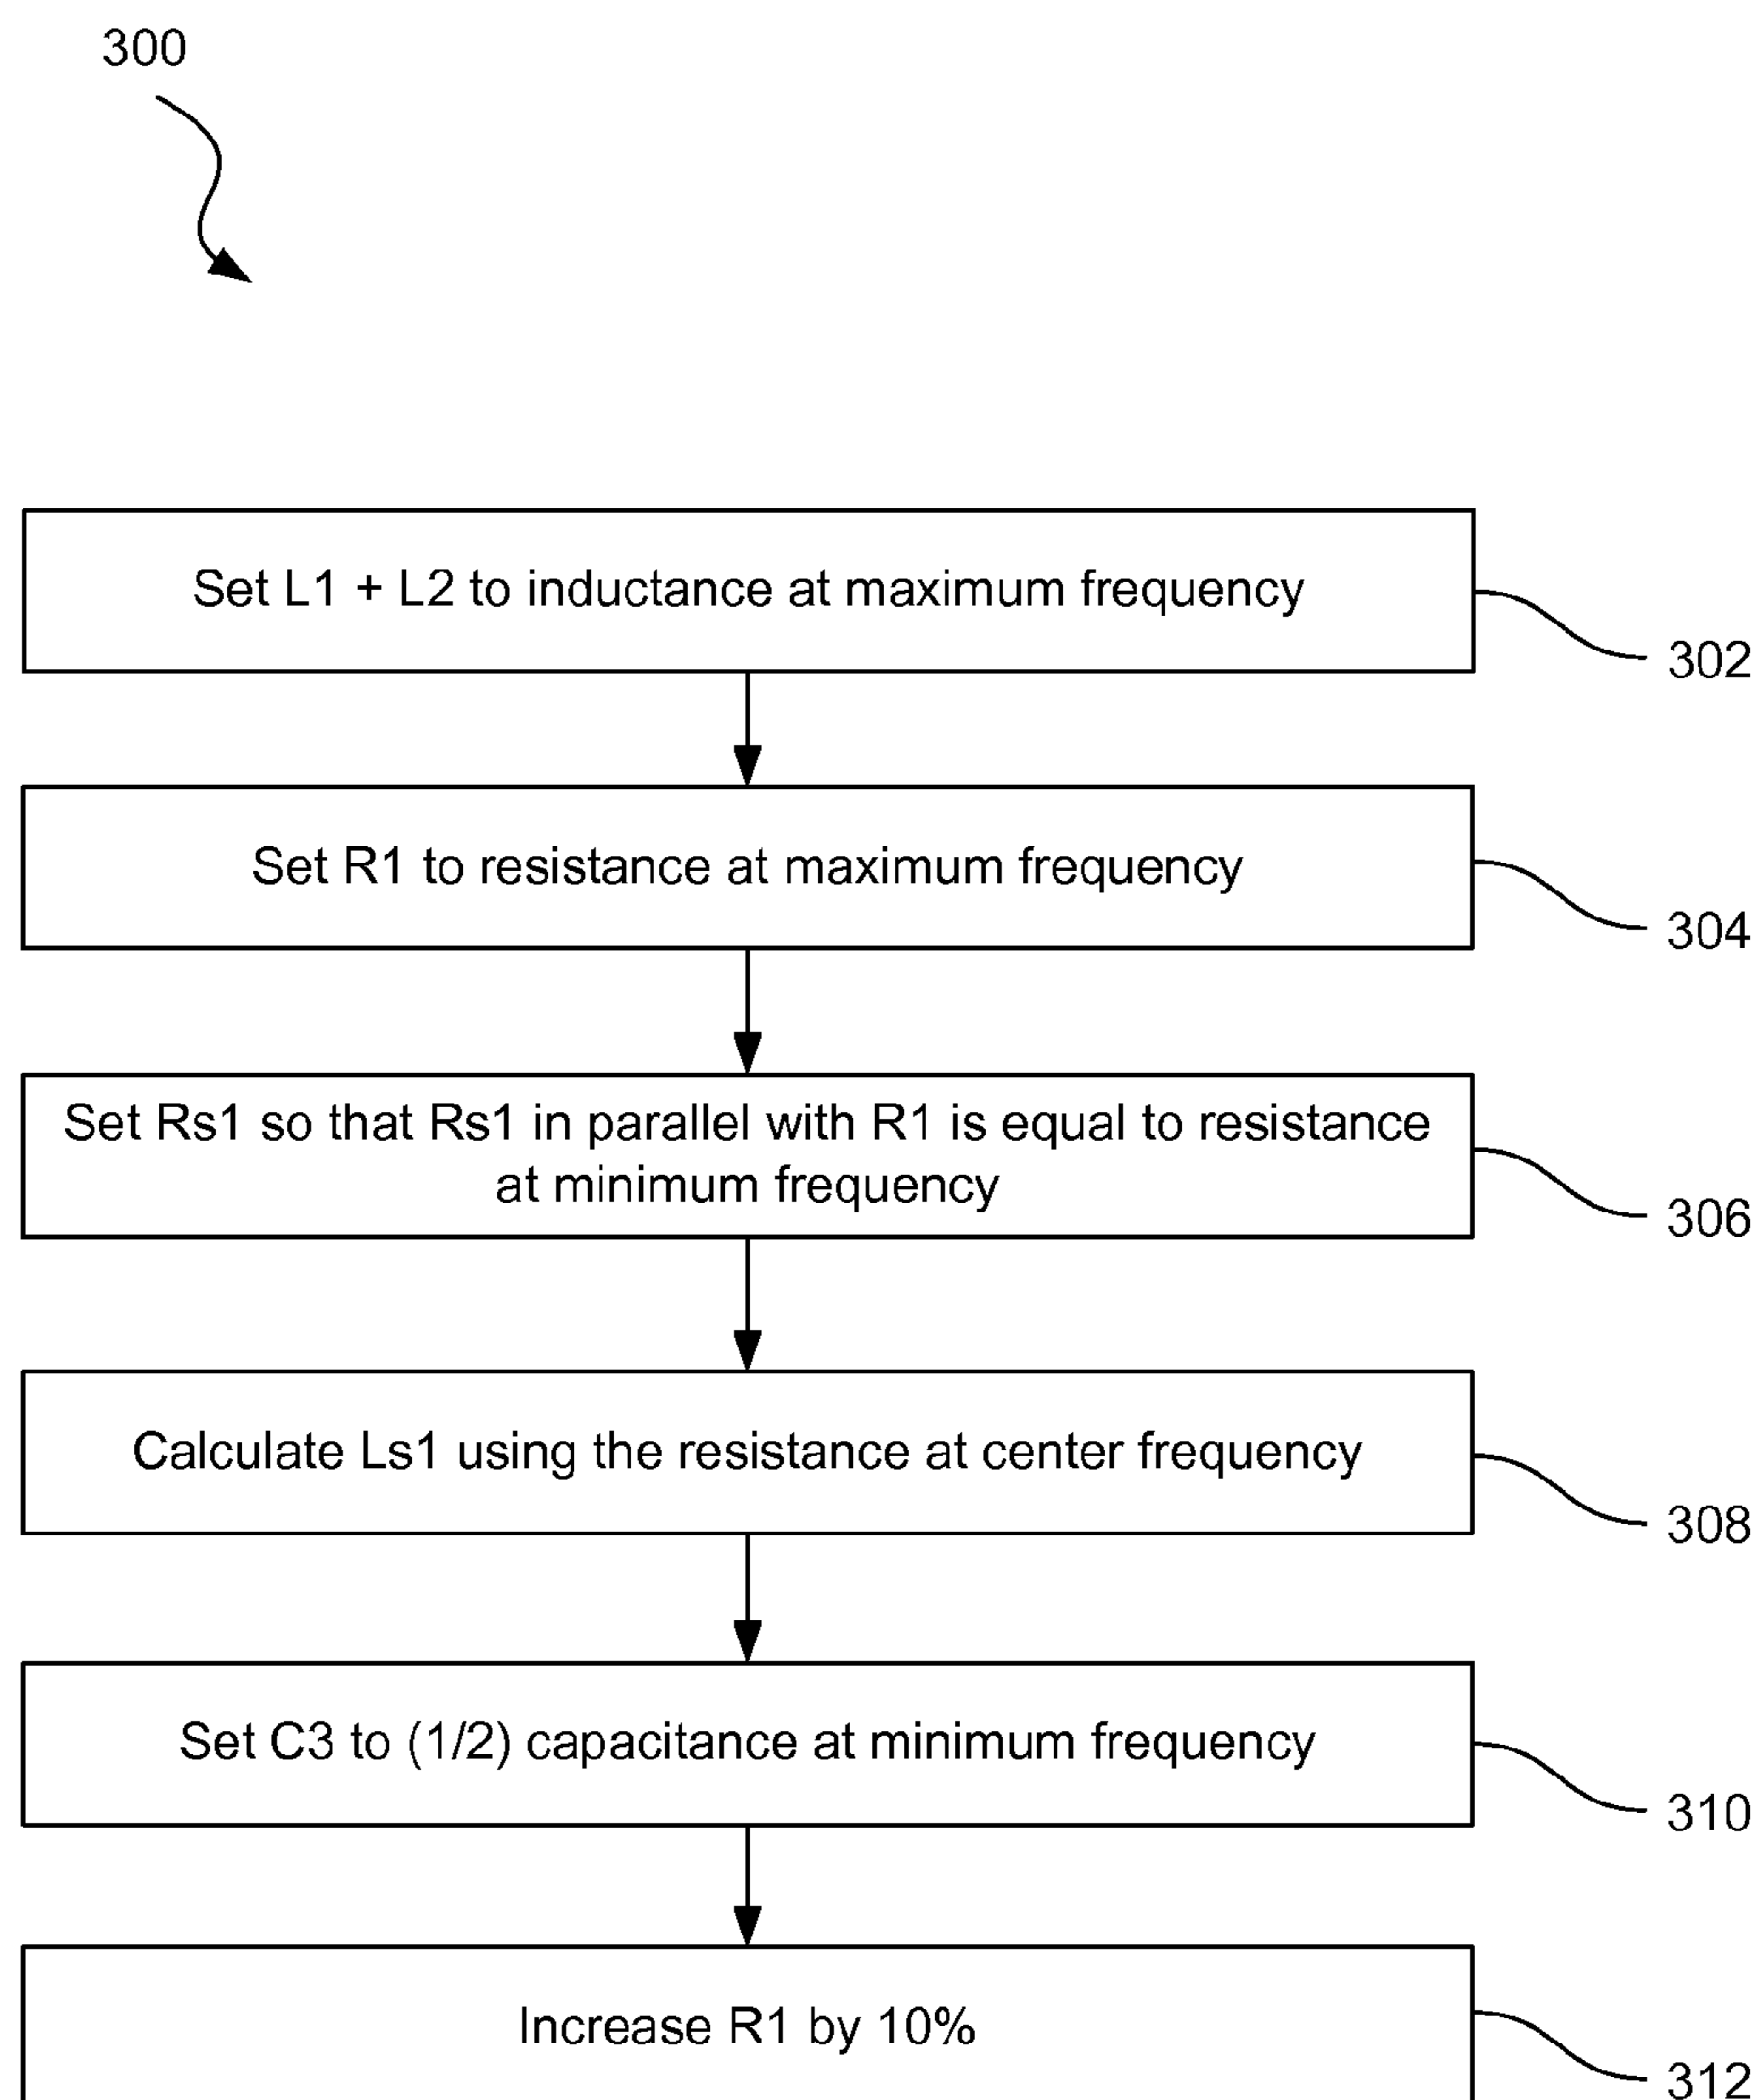 300
Set L1 + L2 to inductance at maximum frequency
302
Set R1 to resistance at maximum frequency
304
Set Rs1 so that Rs1 in parallel with R1 is equal to resistance
at minimum frequency
306
Calculate Ls1 using the resistance at center frequency
308
Set C3 to (1/2) capacitance at minimum frequency
310
Increase R1 by 10%
312